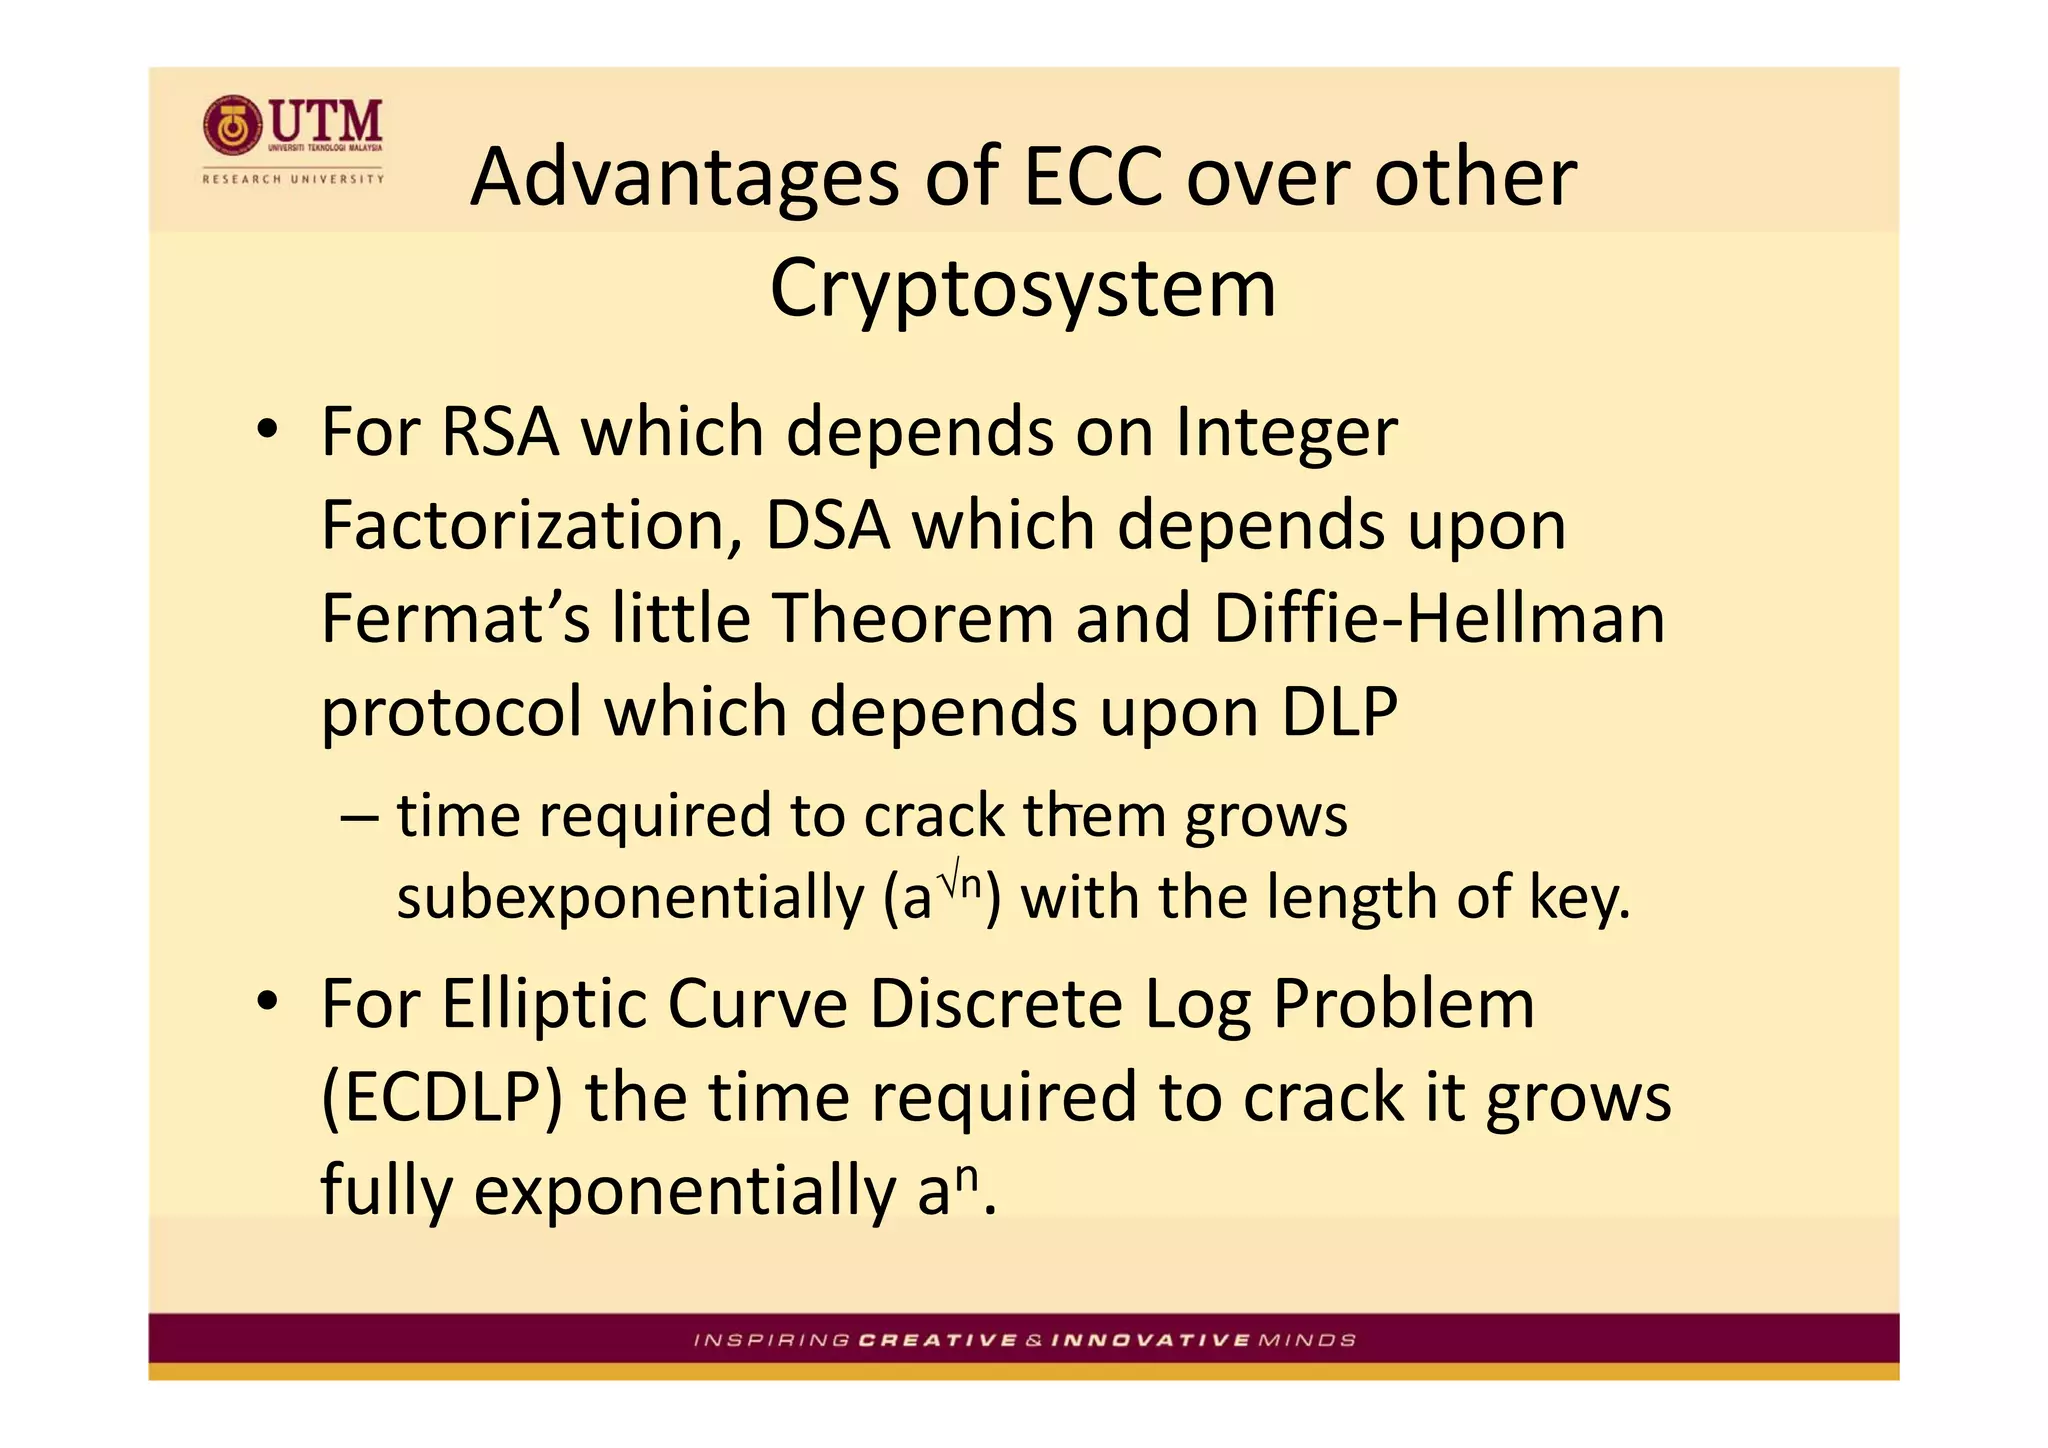 UTM
UNIVERSITI TEKNOLOGI MALAYSIA
RESEARCH UNIVERSITY
Advantages of ECC over other
Cryptosystem
• For RSA which depends on Integer
Factorization, DSA which depends upon
Fermat’s little Theorem and Diffie-Hellman
protocol which depends upon DLP
– time required to crack them grows
subexponentially (a√ⁿ) with the length of key.
• For Elliptic Curve Discrete Log Problem
(ECDLP) the time required to crack it grows
fully exponentially aⁿ.
INSPIRING CREATIVE & INNOVATIVE MINDS